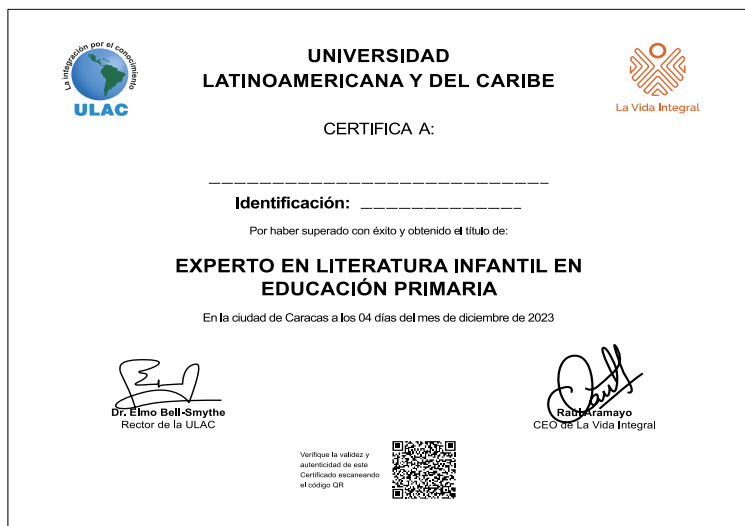 La integración por el conocimiento
ULAC
UNIVERSIDAD
LATINOAMERICANA Y DEL CARIBE
La Vida Integral
CERTIFICA A:
Identificación:
Por haber superado con éxito y obtenido el título de:
EXPERTO EN LITERATURA INFANTIL EN
EDUCACIÓN PRIMARIA
En la ciudad de Caracas a los 04 días del mes de diciembre de 2023
Dr. Elmo Bell-Smythe
Rector de la ULAC
Raúl Aramayo
CEO de La Vida Integral
Verifique la validez y
autenticidad de este
Certificado escaneando
el código QR